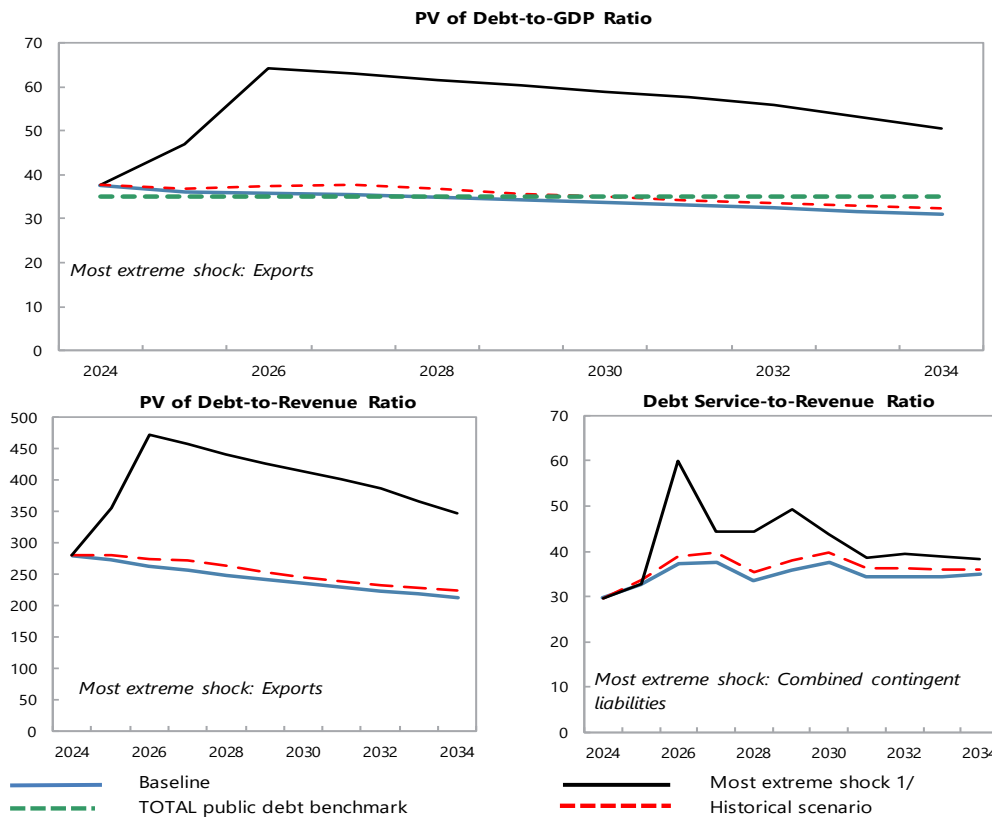 PV of Debt-to-GDP Ratio
70
60
50
40
30
20
10
0
Most extreme shock: Exports
2024 2026 2028 2030 2032 2034
PV of Debt-to-Revenue Ratio
500
450
400
350
300
250
200
150
100
50
0
Most extreme shock: Exports
2024 2026 2028 2030 2032 2034
Debt Service-to-Revenue Ratio
70
60
50
40
30
20
10
0
Most extreme shock: Combined contingent
liabilities
2024 2026 2028 2030 2032 2034
Baseline
TOTAL public debt benchmark
Most extreme shock 1/
Historical scenario